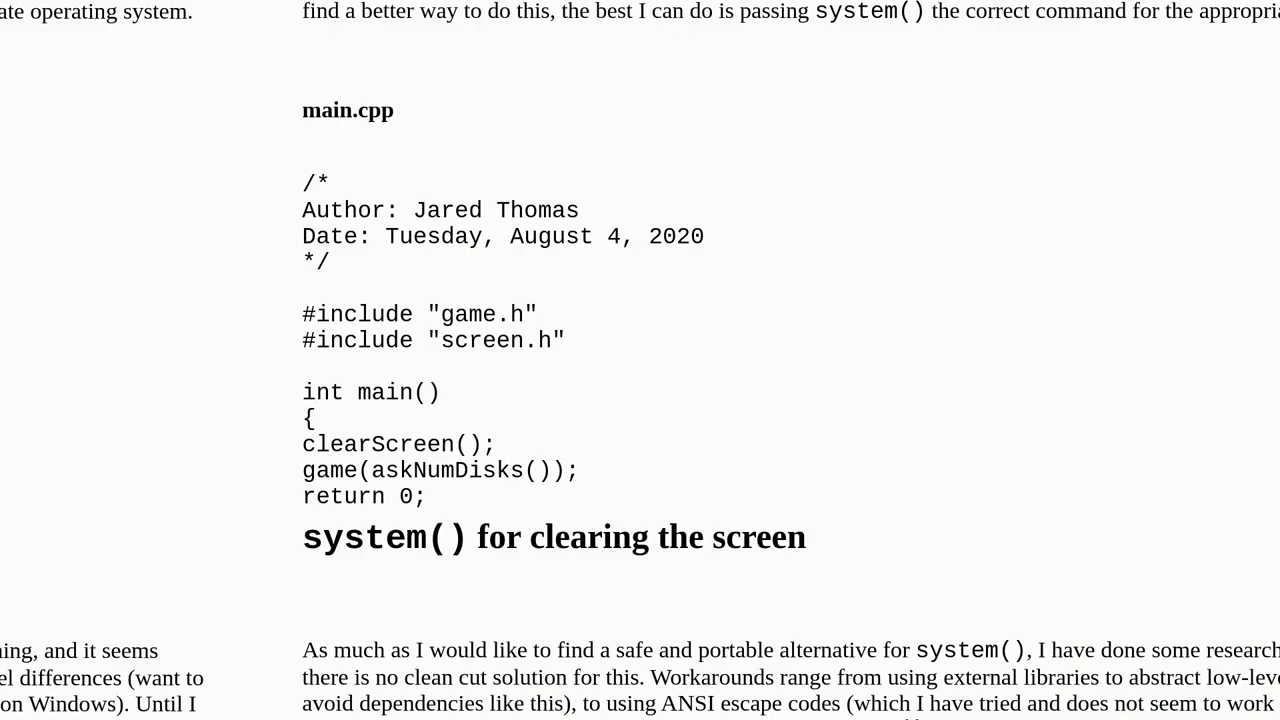 ate operating system.
find a better way to do this, the best I can do is passing system() the correct command for the appropria
main.cpp
/*
Author: Jared Thomas
Date: Tuesday, August 4, 2020
*/
#include "game.h"
#include "screen.h"
int main()
{
clearScreen();
game(askNumDisks());
return 0;
system() for clearing the screen
ing, and it seems
As much as I would like to find a safe and portable alternative for system(), I have done some research
el differences (want to
there is no clean cut solution for this. Workarounds range from using external libraries to abstract low-leve
on Windows). Until I
avoid dependencies like this), to using ANSI escape codes (which I have tried and does not seem to work